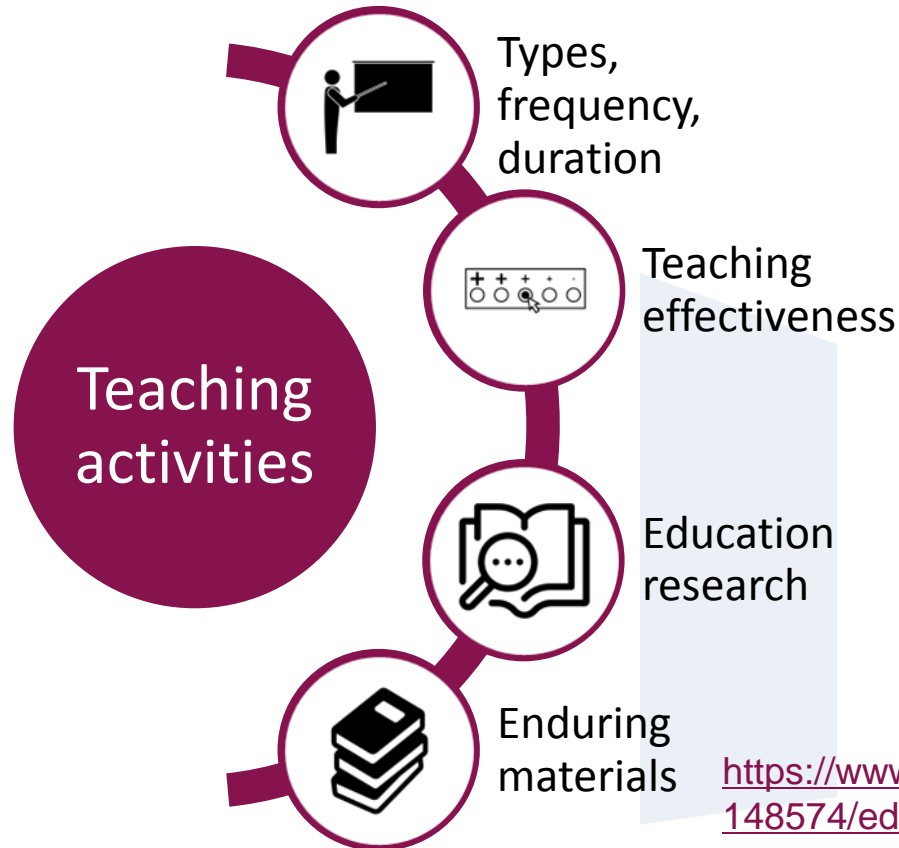 Types,
frequency,
duration
Teaching
effectiveness
Teaching
activities
Education
research
Enduring
materials
https://www
148574/ed